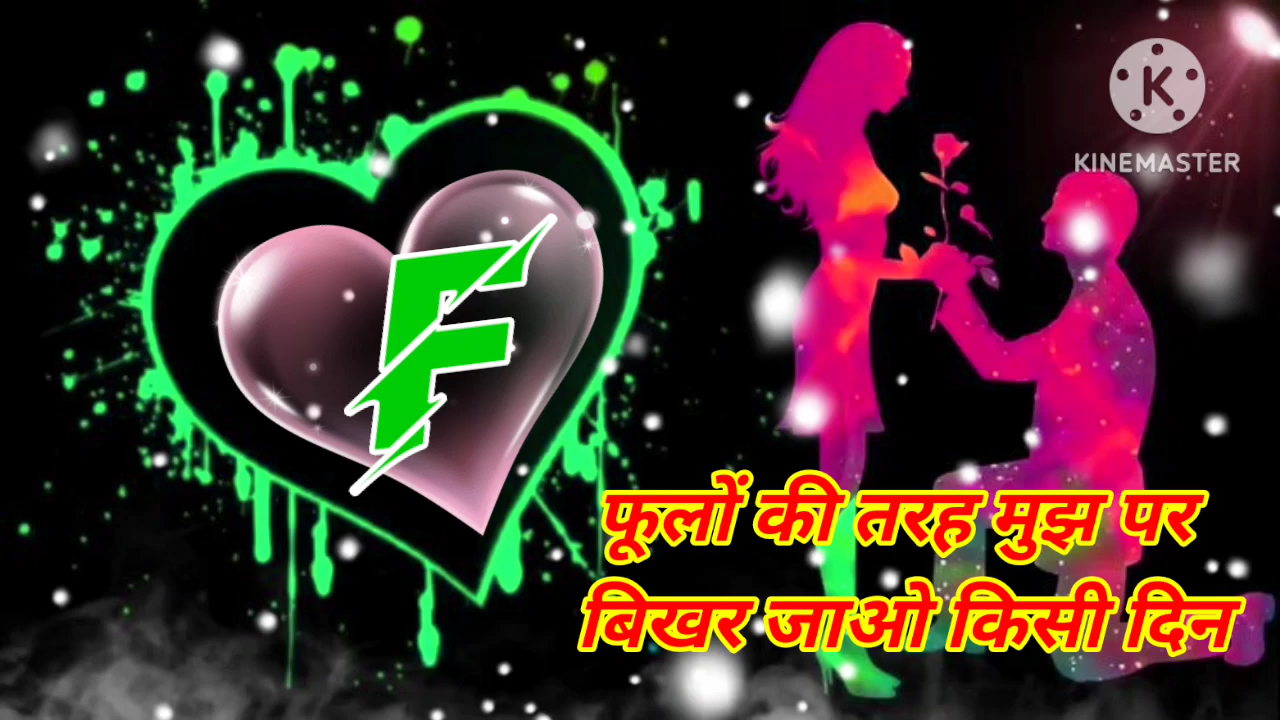 K
KINEMASTER
F
फूलों की तरह मुझ पर
बिखर जाओ किसी दिन